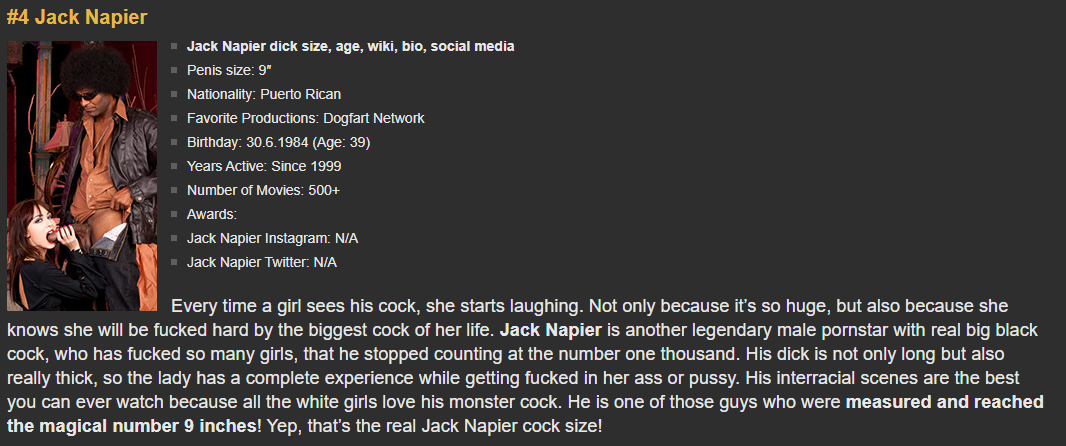 #4 Jack Napier
Jack Napier dick size, age, wiki, bio, social media
Penis size: 9″
Nationality: Puerto Rican
Favorite Productions: Dogfart Network
Birthday: 30.6.1984 (Age: 39)
Years Active: Since 1999
Number of Movies: 500+
Awards:
Jack Napier Instagram: N/A
Jack Napier Twitter: N/A
Every time a girl sees his cock, she starts laughing. Not only because it's so huge, but also because she
knows she will be fucked hard by the biggest cock of her life. Jack Napier is another legendary male pornstar with real big black
cock, who has fucked so many girls, that he stopped counting at the number one thousand. His dick is not only long but also
really thick, so the lady has a complete experience while getting fucked in her ass or pussy. His interracial scenes are the best
you can ever watch because all the white girls love his monster cock. He is one of those guys who were measured and reached
the magical number 9 inches! Yep, that's the real Jack Napier cock size!